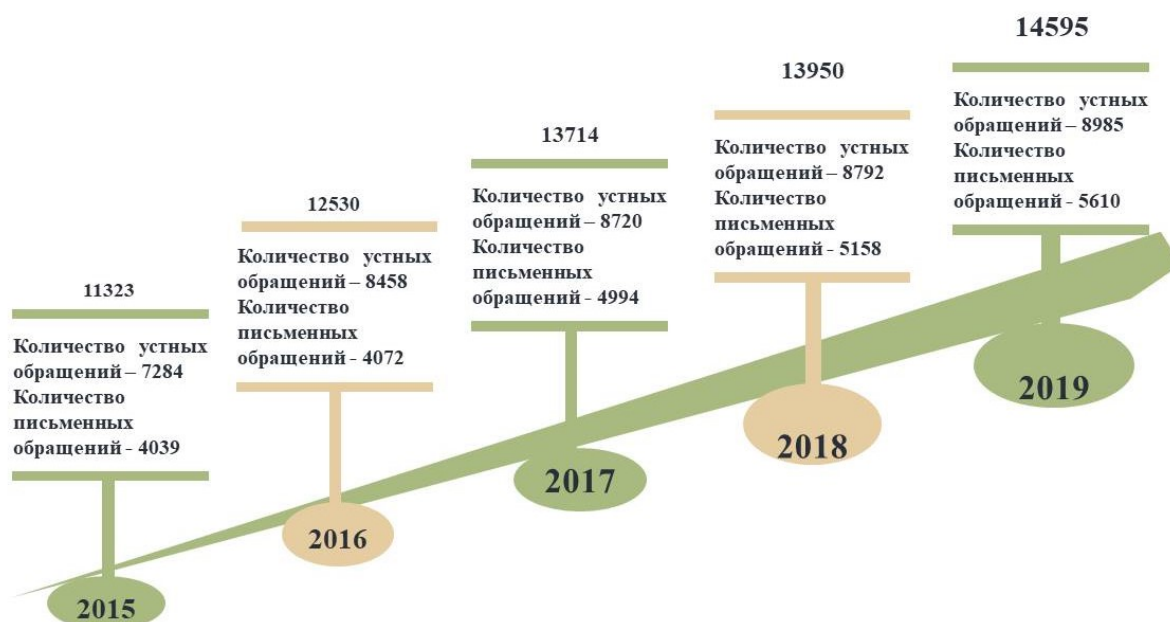 11323
Количество устных
обращений – 7284
Количество
письменных
обращений - 4039
2015
12530
Количество устных
обращений – 8458
Количество
письменных
обращений - 4072
2016
13714
Количество устных
обращений – 8720
Количество
письменных
обращений - 4994
2017
13950
Количество устных
обращений – 8792
Количество
письменных
обращений - 5158
2018
14595
Количество устных
обращений – 8985
Количество
письменных
обращений - 5610
2019